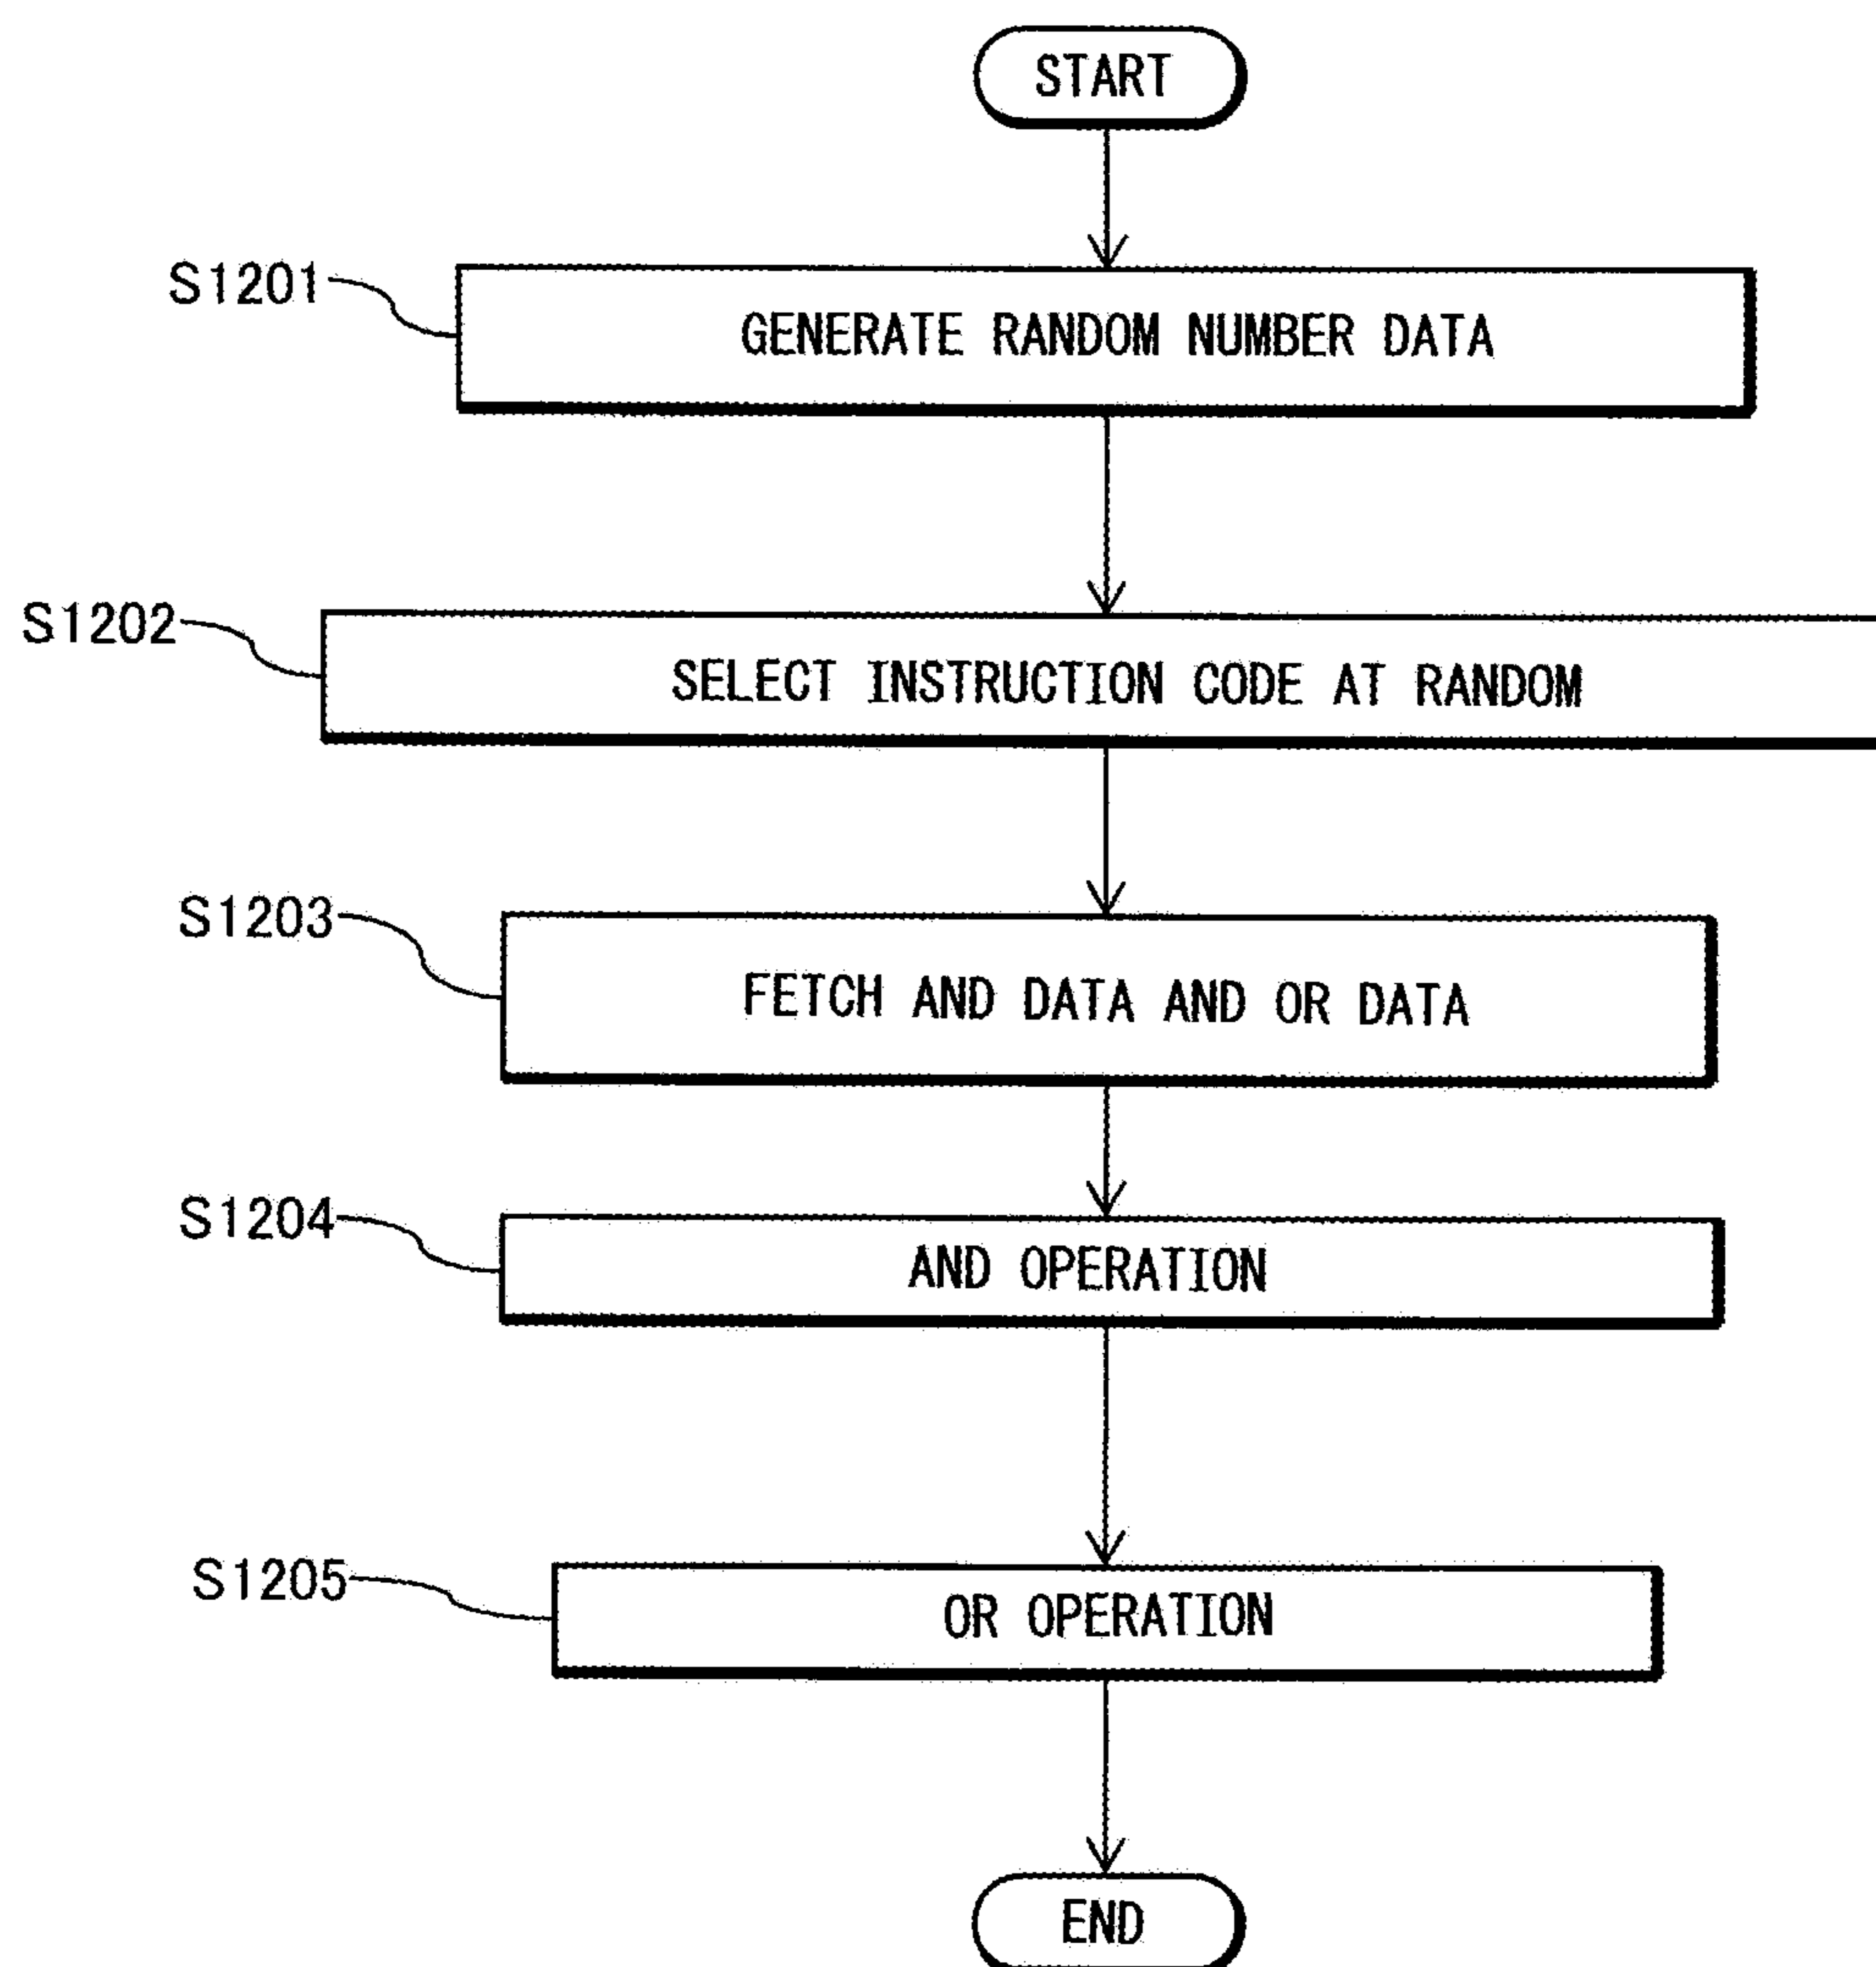 START
S1201
GENERATE RANDOM NUMBER DATA
S1202
SELECT INSTRUCTION CODE AT RANDOM
S1203
FETCH AND DATA AND OR DATA
S1204
AND OPERATION
S1205
OR OPERATION
END